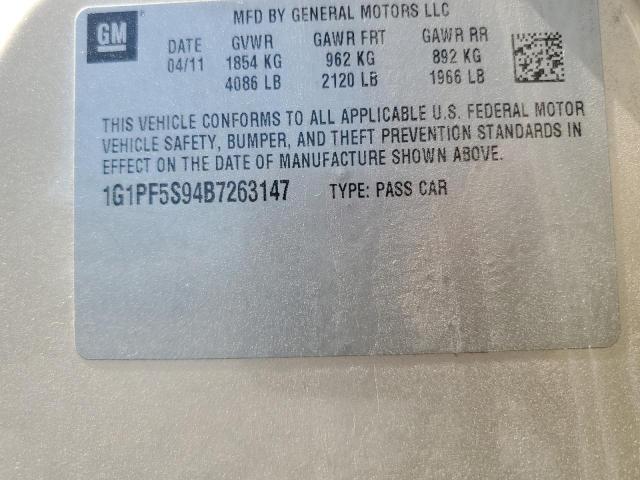 MFD BY GENERAL MOTORS LLC
GM
DATE GVWR GAWR FRT GAWR RR
04/11 1854 KG 962 KG 892 KG
4086 LB 2120 LB 1966 LB
THIS VEHICLE CONFORMS TO ALL APPLICABLE U.S. FEDERAL MOTOR
VEHICLE SAFETY, BUMPER, AND THEFT PREVENTION STANDARDS IN
EFFECT ON THE DATE OF MANUFACTURE SHOWN ABOVE.
1G1PF5S94B7263147 TYPE: PASS CAR